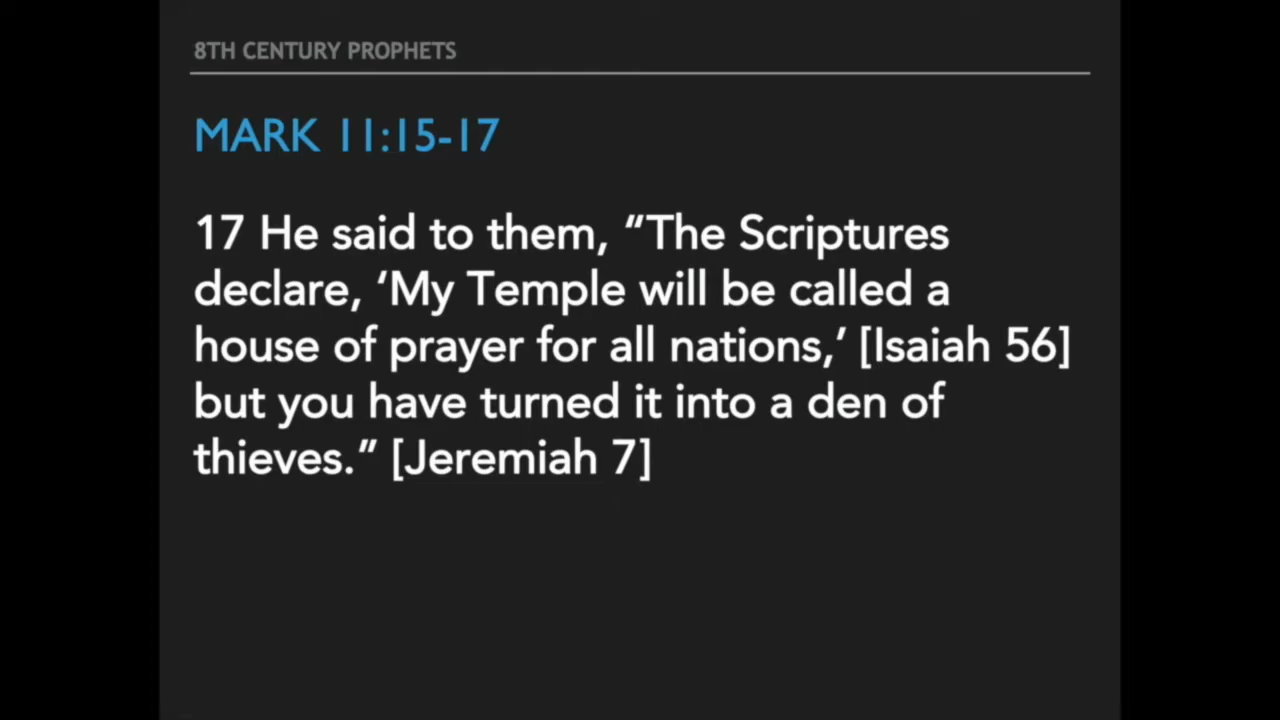 8TH CENTURY PROPHETS
MARK 11:15-17
17 He said to them, “The Scriptures
declare, ‘My Temple will be called a
house of prayer for all nations,’ [Isaiah 56]
but you have turned it into a den of
thieves.” [Jeremiah 7]